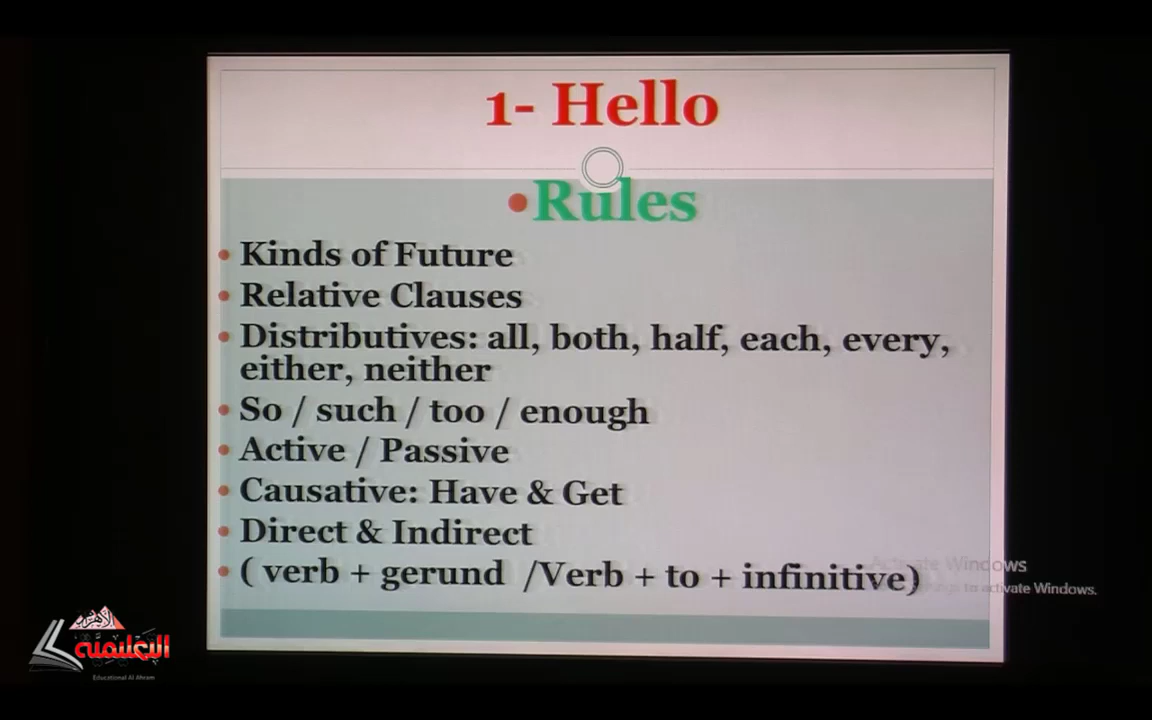 1- Hello
•Rules
• Kinds of Future
• Relative Clauses
• Distributives: all, both, half, each, every,
either, neither
• So / such / too / enough
• Active / Passive
• Causative: Have & Get
• Direct & Indirect
• ( verb + gerund /Verb + to + infinitive)
Activate Windows
to activate Windows.
الأهرام
التعليمية
Educational Al Ahram